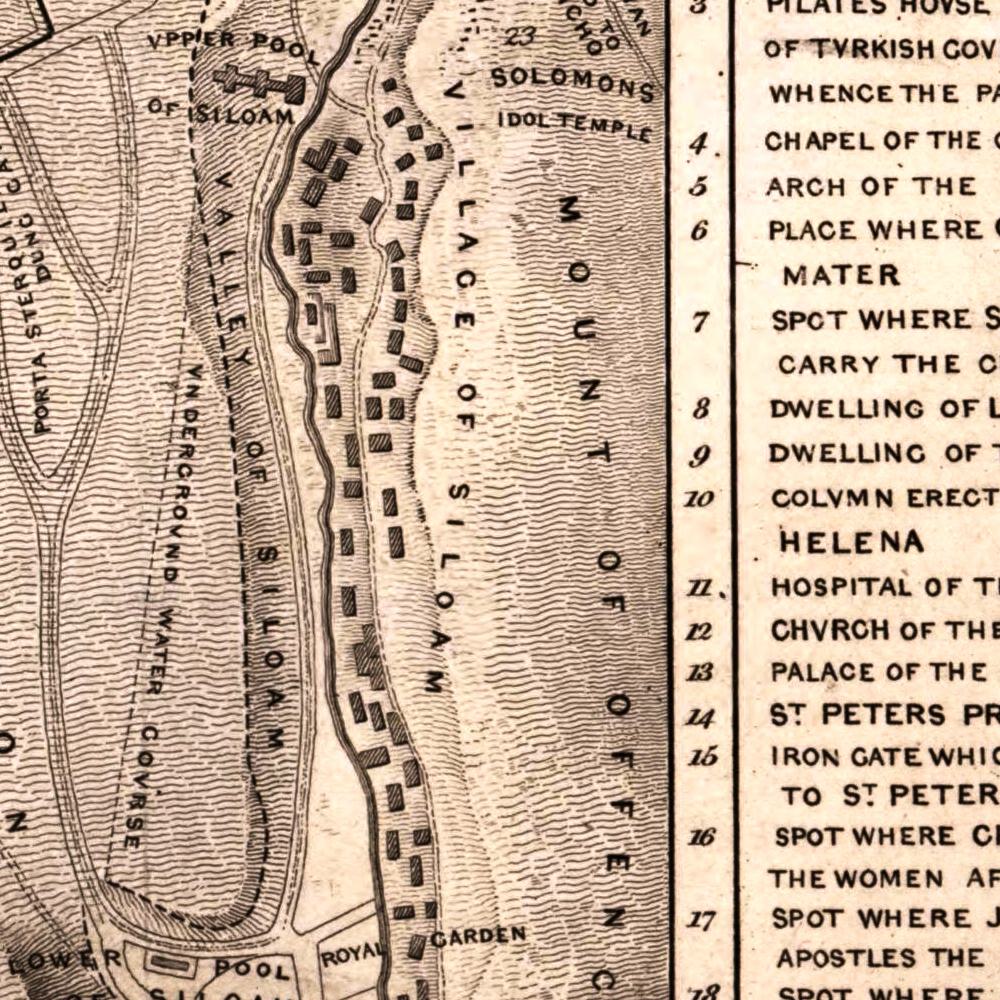 VPPER POOL
OF SILOAM
VALLEY OF SILOAM
VILLAGE OF SILOAM
23
SOLOMONS
IDOL TEMPLE
MOUNT OF OFFENC
PORTA STERQUILICA
DUNG
VNDERGROVND WATER COVRSE
O
N
LOWER POOL
SILOAM
ROYAL GARDEN
3 PILATES HOVSE
OF TVRKISH GOV
WHENCE THE PA
4 CHAPEL OF THE
5 ARCH OF THE
6 PLACE WHERE
MATER
7 SPOT WHERE S
CARRY THE C
8 DWELLING OF L
9 DWELLING OF T
10 COLVMN ERECT
HELENA
11 HOSPITAL OF T
12 CHVRCH OF THE
13 PALACE OF THE
14 ST PETERS PR
15 IRON GATE WHIC
TO ST PETER
16 SPOT WHERE C
THE WOMEN AF
17 SPOT WHERE J
APOSTLES THE
18 SPOT WHERE